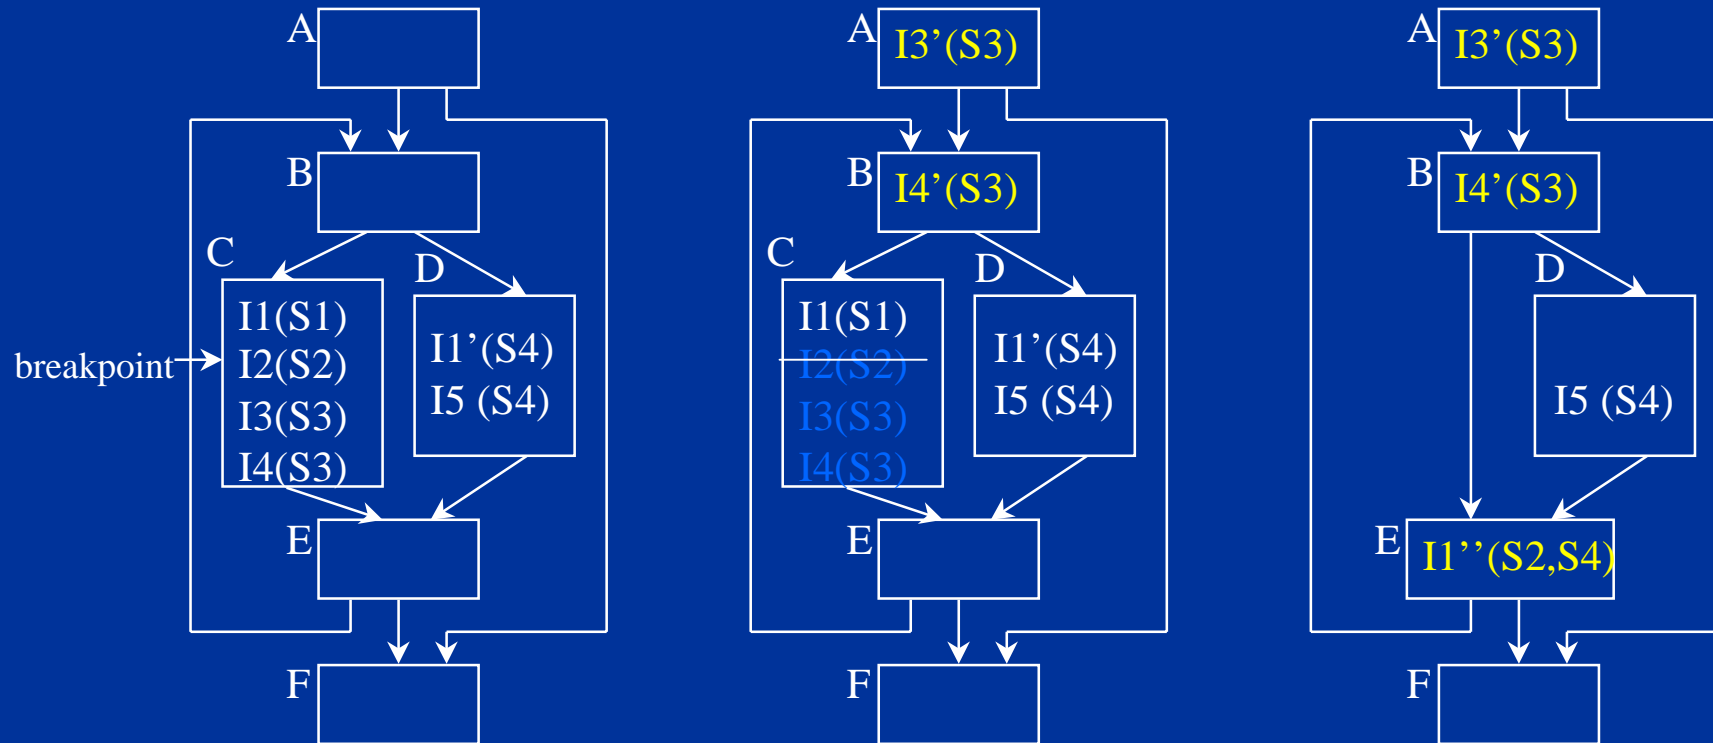 A
B
C
D
I1(S1)
I2(S2)
I3(S3)
I4(S3)
breakpoint
I1’(S4)
I5 (S4)
E
F
A
I3’(S3)
B
I4’(S3)
C
D
I1(S1)
I2(S2)
I3(S3)
I4(S3)
I1’(S4)
I5 (S4)
E
F
A
I3’(S3)
B
I4’(S3)
D
I5 (S4)
E
I1’’(S2,S4)
F